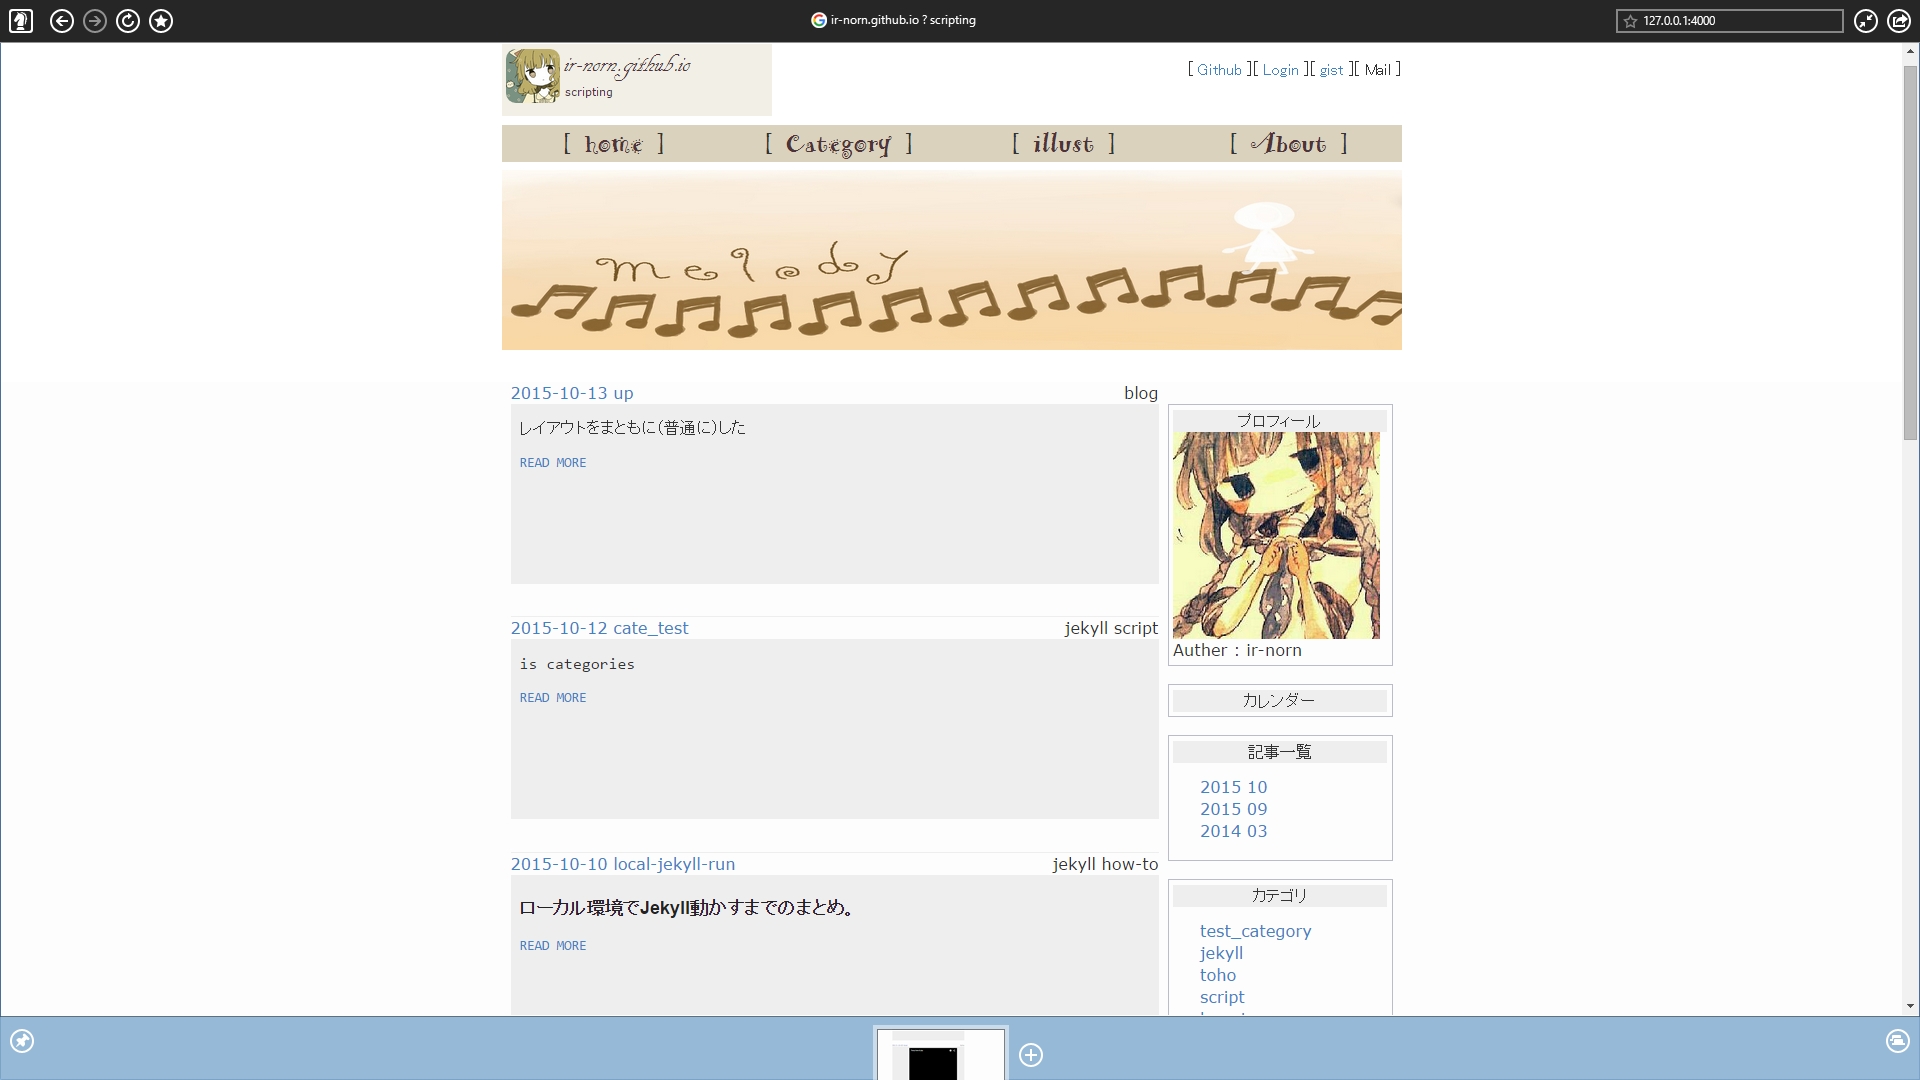 ir-norn.github.io ? scripting
127.0.0.1:4000
ir-norn.github.io
scripting
[ Github ][ Login ][ gist ][ Mail ]
[ home ] [ Category ] [ illust ] [ About ]
melody
2015-10-13 up blog
レイアウトをまともに(普通に)した
READ MORE
2015-10-12 cate_test jekyll script
is categories
READ MORE
2015-10-10 local-jekyll-run jekyll how-to
ローカル環境でJekyll動かすまでのまとめ。
READ MORE
プロフィール
Auther : ir-norn
カレンダー
記事一覧
2015 10
2015 09
2014 03
カテゴリ
test_category
jekyll
toho
script